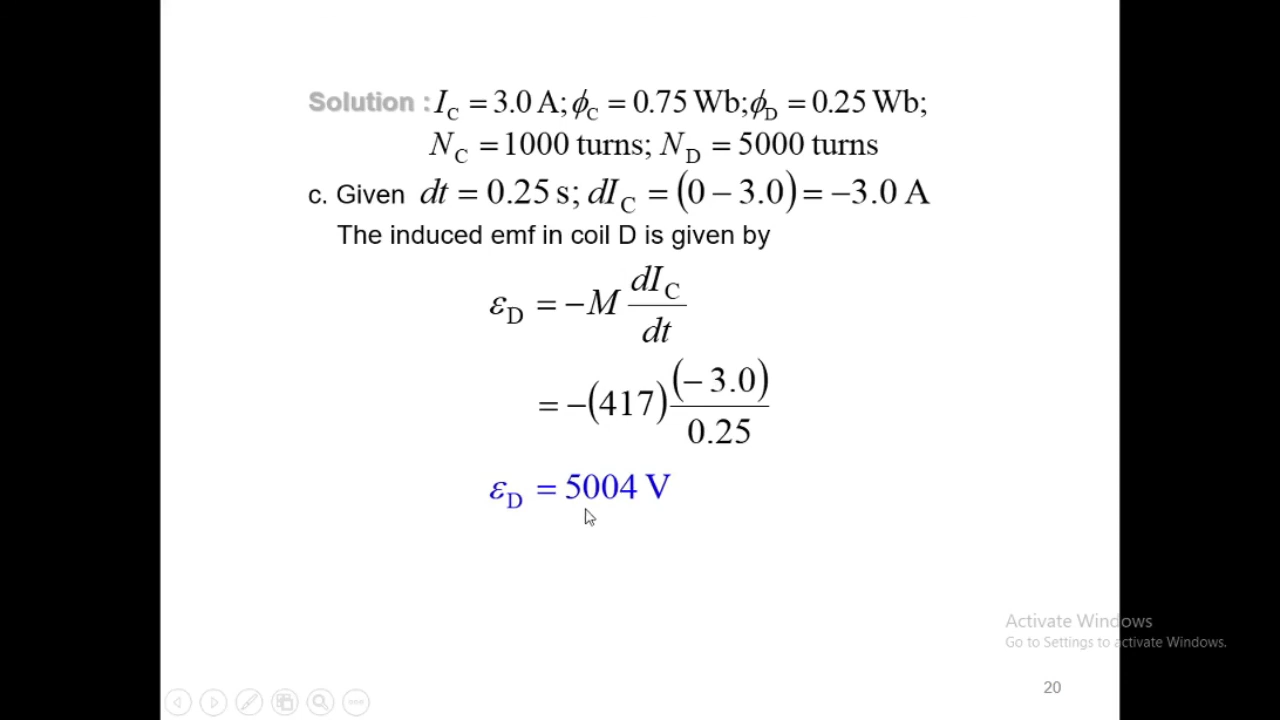 Solution : I_C = 3.0 A; ϕ_C = 0.75 Wb; ϕ_D = 0.25 Wb;
N_C = 1000 turns; N_D = 5000 turns
c. Given dt = 0.25 s; dI_C = (0 − 3.0) = −3.0 A
The induced emf in coil D is given by
ε_D = −M dI_C/dt
= −(417) (−3.0)/0.25
ε_D = 5004 V
Activate Windows
Go to Settings to activate Windows.
20